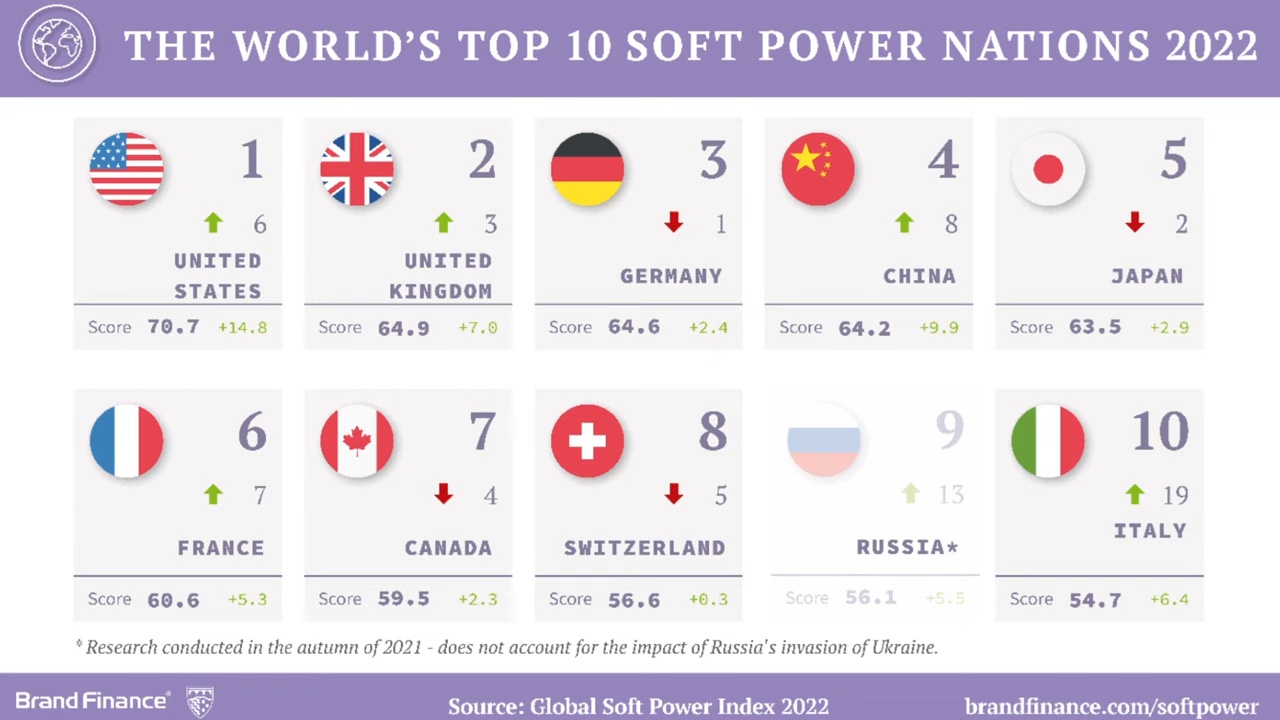 THE WORLD'S TOP 10 SOFT POWER NATIONS 2022
1
6
UNITED
STATES
Score 70.7 +14.8
2
3
UNITED
KINGDOM
Score 64.9 +7.0
3
1
GERMANY
Score 64.6 +2.4
4
8
CHINA
Score 64.2 +9.9
5
2
JAPAN
Score 63.5 +2.9
6
7
FRANCE
Score 60.6 +5.3
7
4
CANADA
Score 59.5 +2.3
8
5
SWITZERLAND
Score 56.6 +0.3
9
13
RUSSIA*
Score 56.1 +5.5
10
19
ITALY
Score 54.7 +6.4
* Research conducted in the autumn of 2021 - does not account for the impact of Russia's invasion of Ukraine.
Brand Finance®
Source: Global Soft Power Index 2022
brandfinance.com/softpower